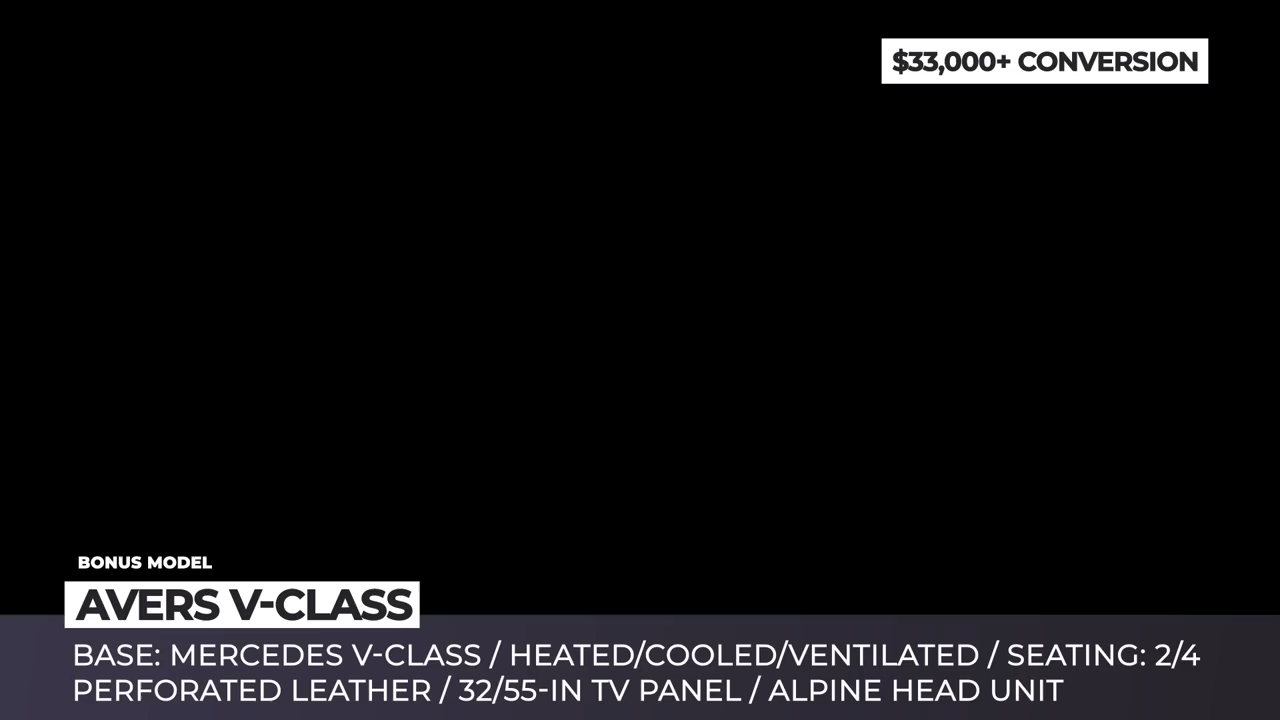 $33,000+ CONVERSION
BONUS MODEL
AVERS V-CLASS
BASE: MERCEDES V-CLASS / HEATED/COOLED/VENTILATED / SEATING: 2/4
PERFORATED LEATHER / 32/55-IN TV PANEL / ALPINE HEAD UNIT